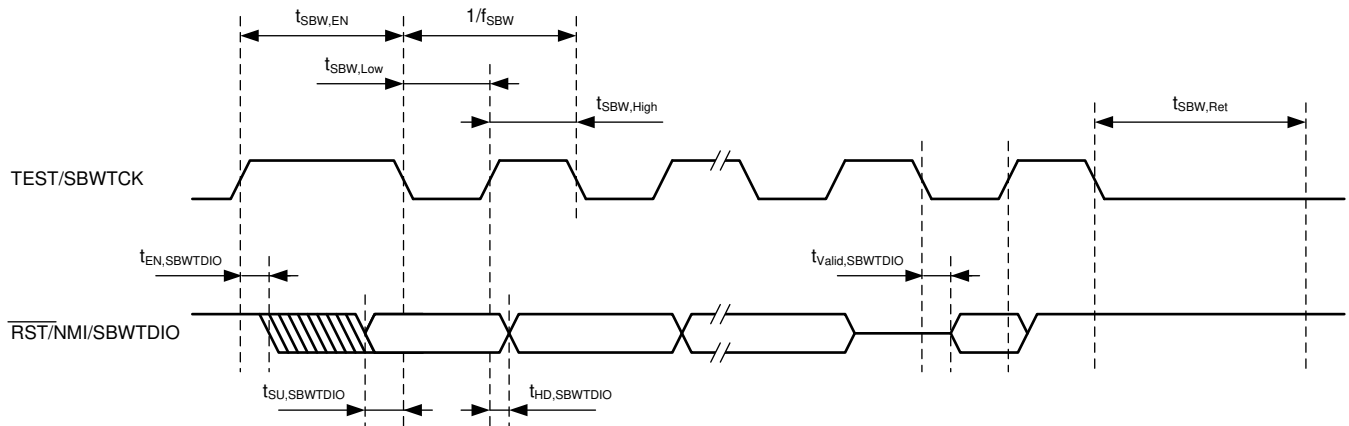 tSBW,EN
1/fSBW
tSBW,Low
tSBW,High
tSBW,Ret
TEST/SBWTCK
tEN,SBWTDIO
tValid,SBWTDIO
R̅S̅T̅/NMI/SBWTDIO
tSU,SBWTDIO
tHD,SBWTDIO